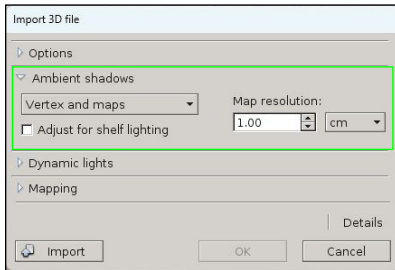 Import 3D file
Options
Ambient shadows
Vertex and maps
Map resolution:
Adjust for shelf lighting
1.00
cm
Dynamic lights
Mapping
Details
Import
OK
Cancel